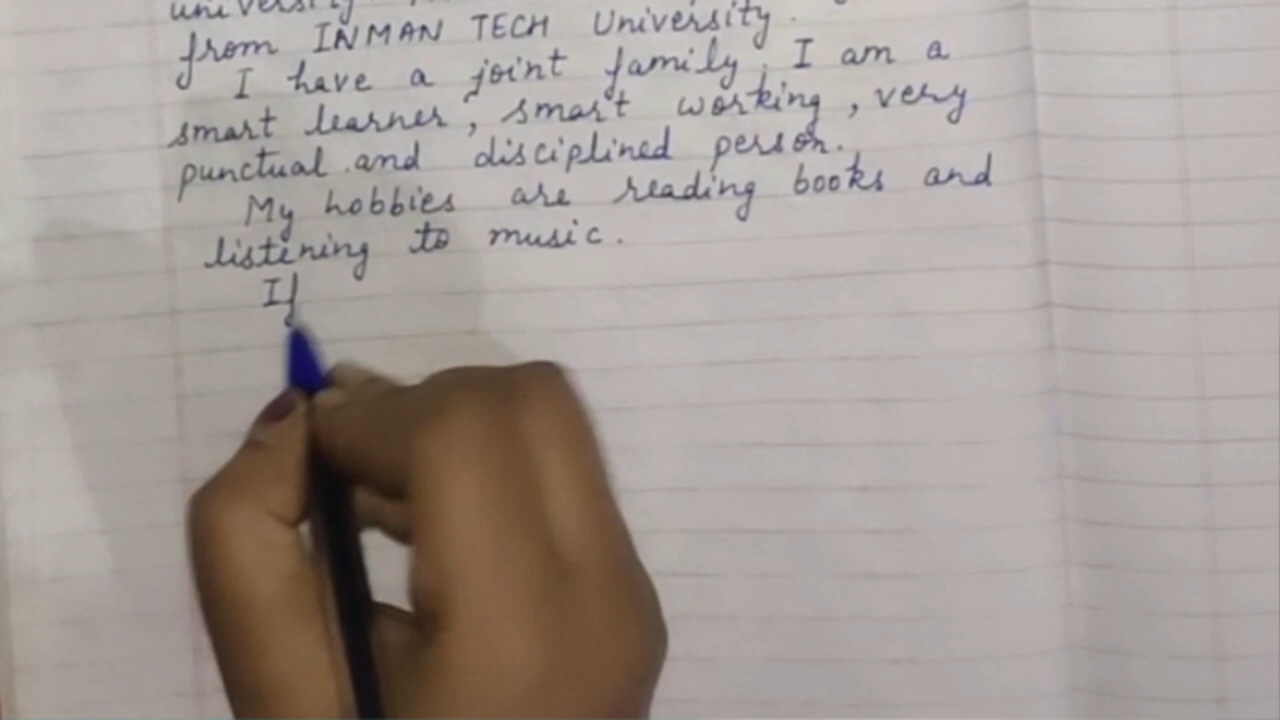 university
from INMAN TECH University.
I have a joint family. I am a
smart learner, smart working, very
punctual and disciplined person.
My hobbies are reading books and
listening to music.
If